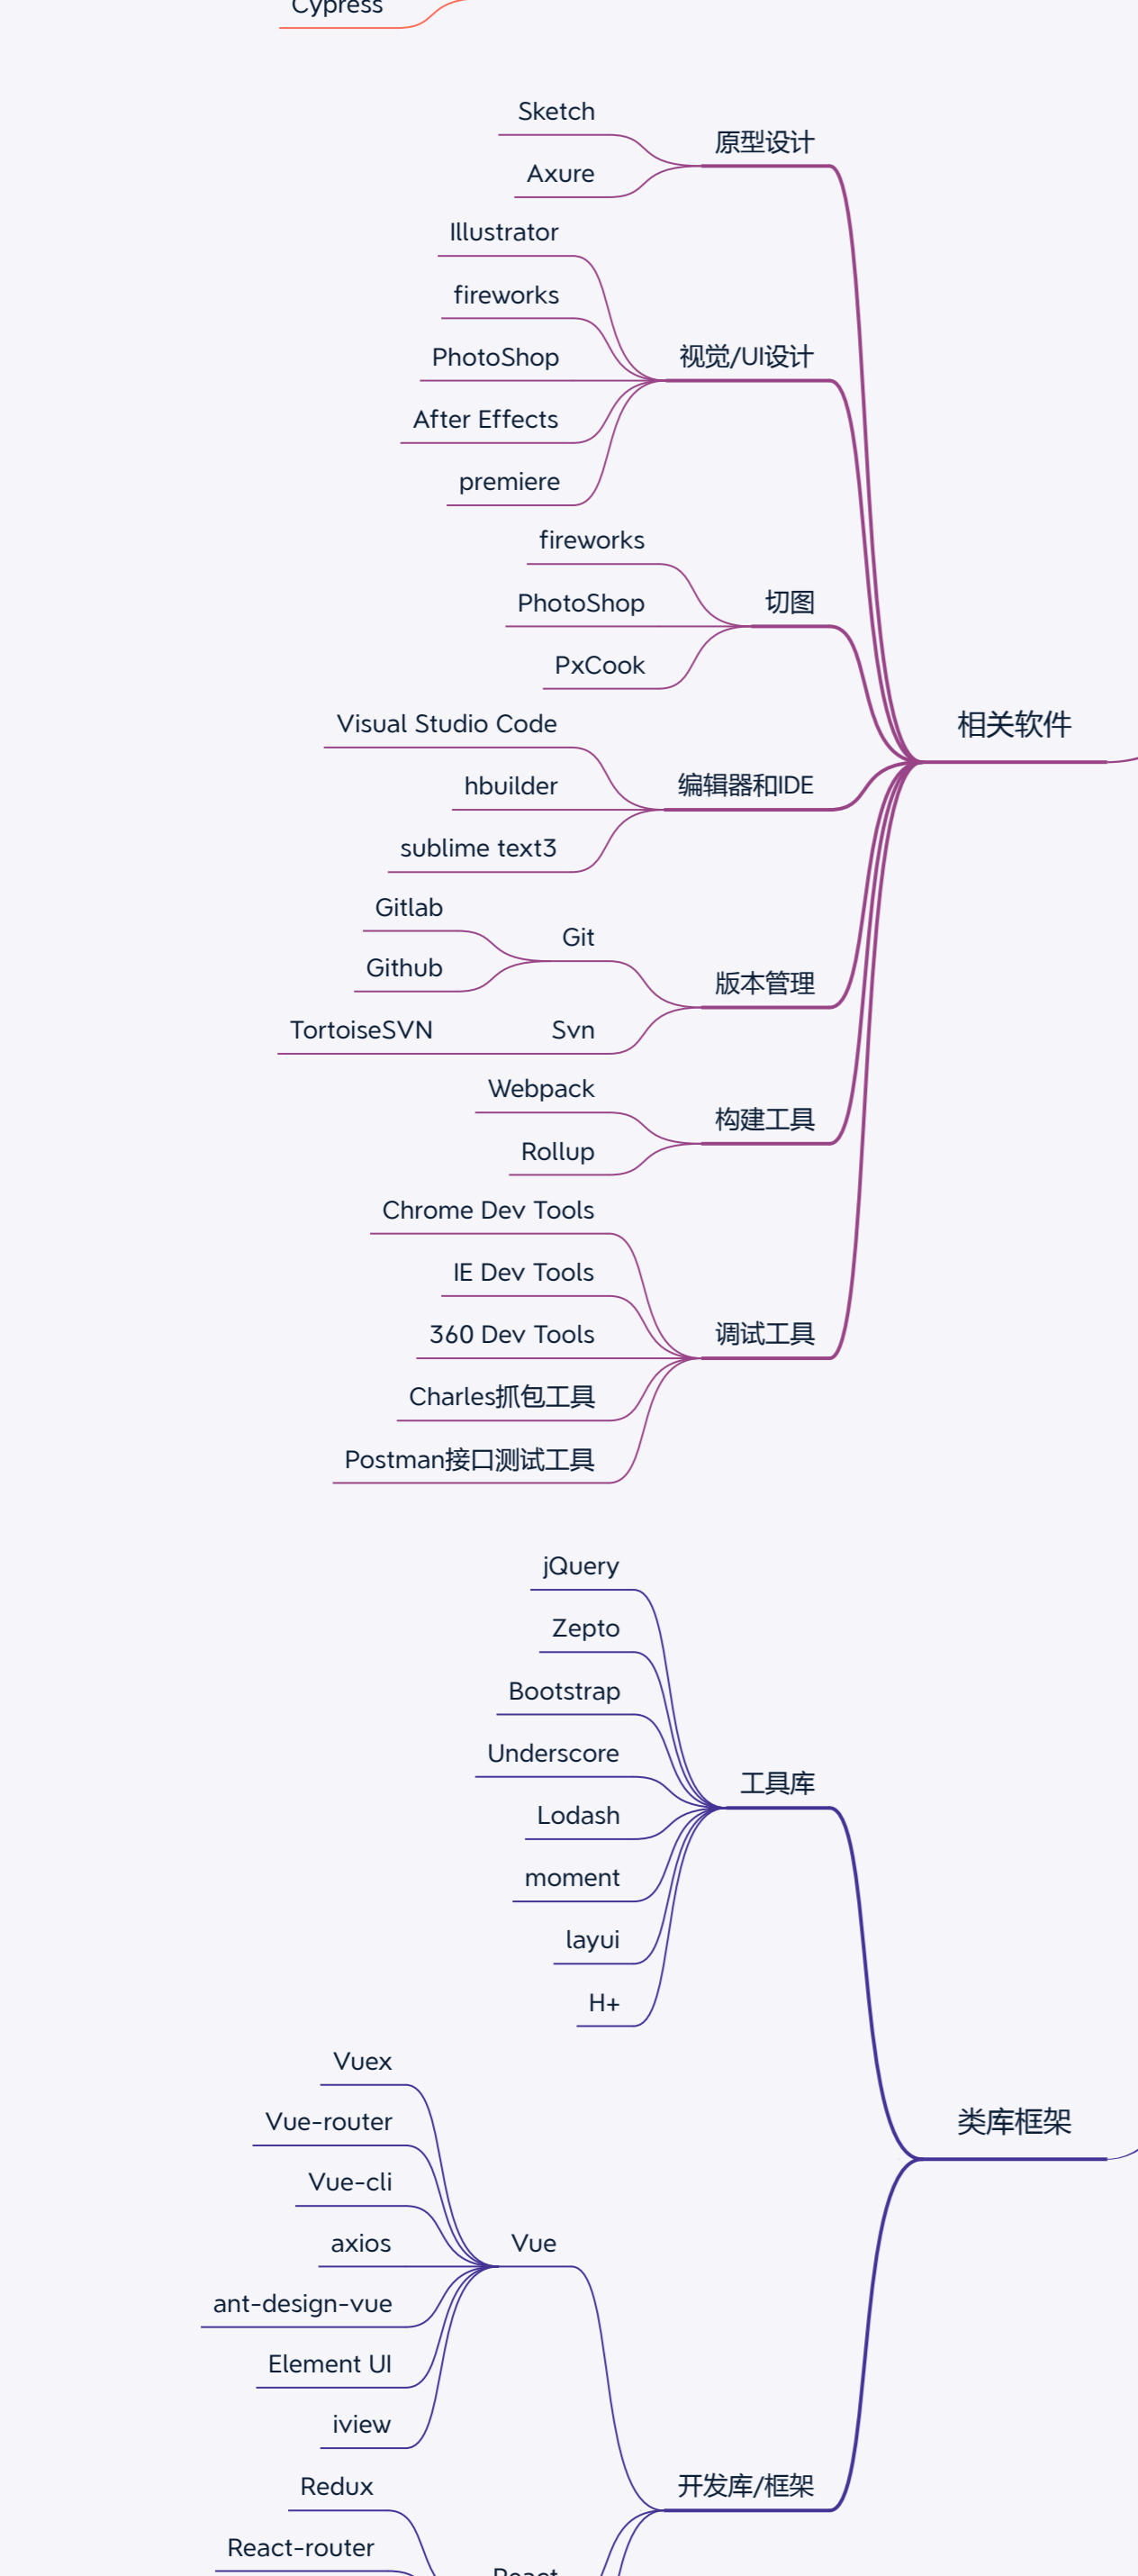 Cypress
Sketch
原型设计
Axure
Illustrator
fireworks
PhotoShop
视觉/UI设计
After Effects
premiere
fireworks
PhotoShop
切图
PxCook
相关软件
Visual Studio Code
hbuilder
编辑器和IDE
sublime text3
Gitlab
Git
Github
版本管理
TortoiseSVN
Svn
Webpack
构建工具
Rollup
Chrome Dev Tools
IE Dev Tools
360 Dev Tools
调试工具
Charles抓包工具
Postman接口测试工具
jQuery
Zepto
Bootstrap
Underscore
工具库
Lodash
moment
layui
H+
Vuex
Vue-router
类库框架
Vue-cli
axios
Vue
ant-design-vue
Element UI
iview
Redux
开发库/框架
React-router
React